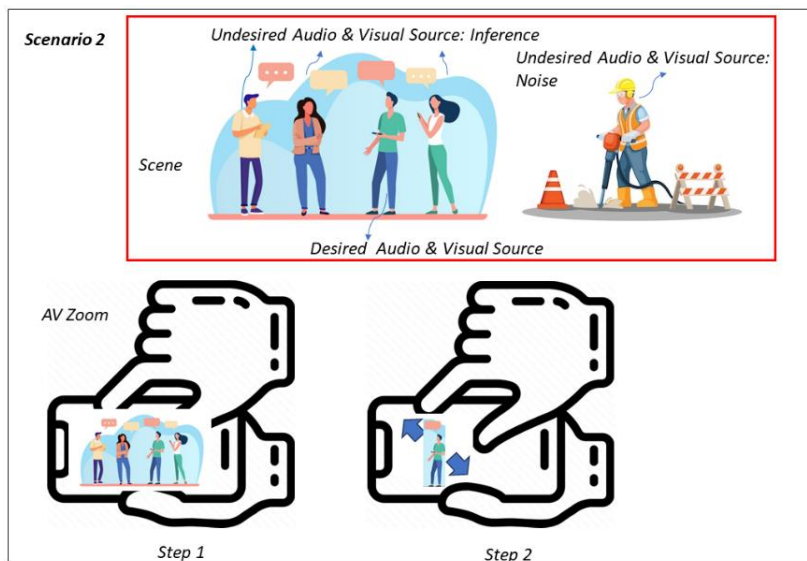 Scenario 2
Undesired Audio & Visual Source: Inference
Undesired Audio & Visual Source:
Noise
Scene
Desired Audio & Visual Source
AV Zoom
Step 1
Step 2